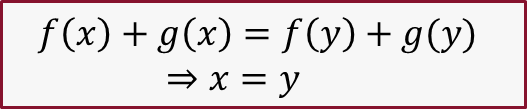 𝑓(𝑥) + 𝑔(𝑥) = 𝑓(𝑦) + 𝑔(𝑦)
⇒ 𝑥 = 𝑦